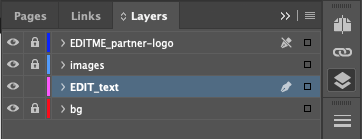 Pages Links Layers
EDITME_partner-logo
images
EDIT_text
bg